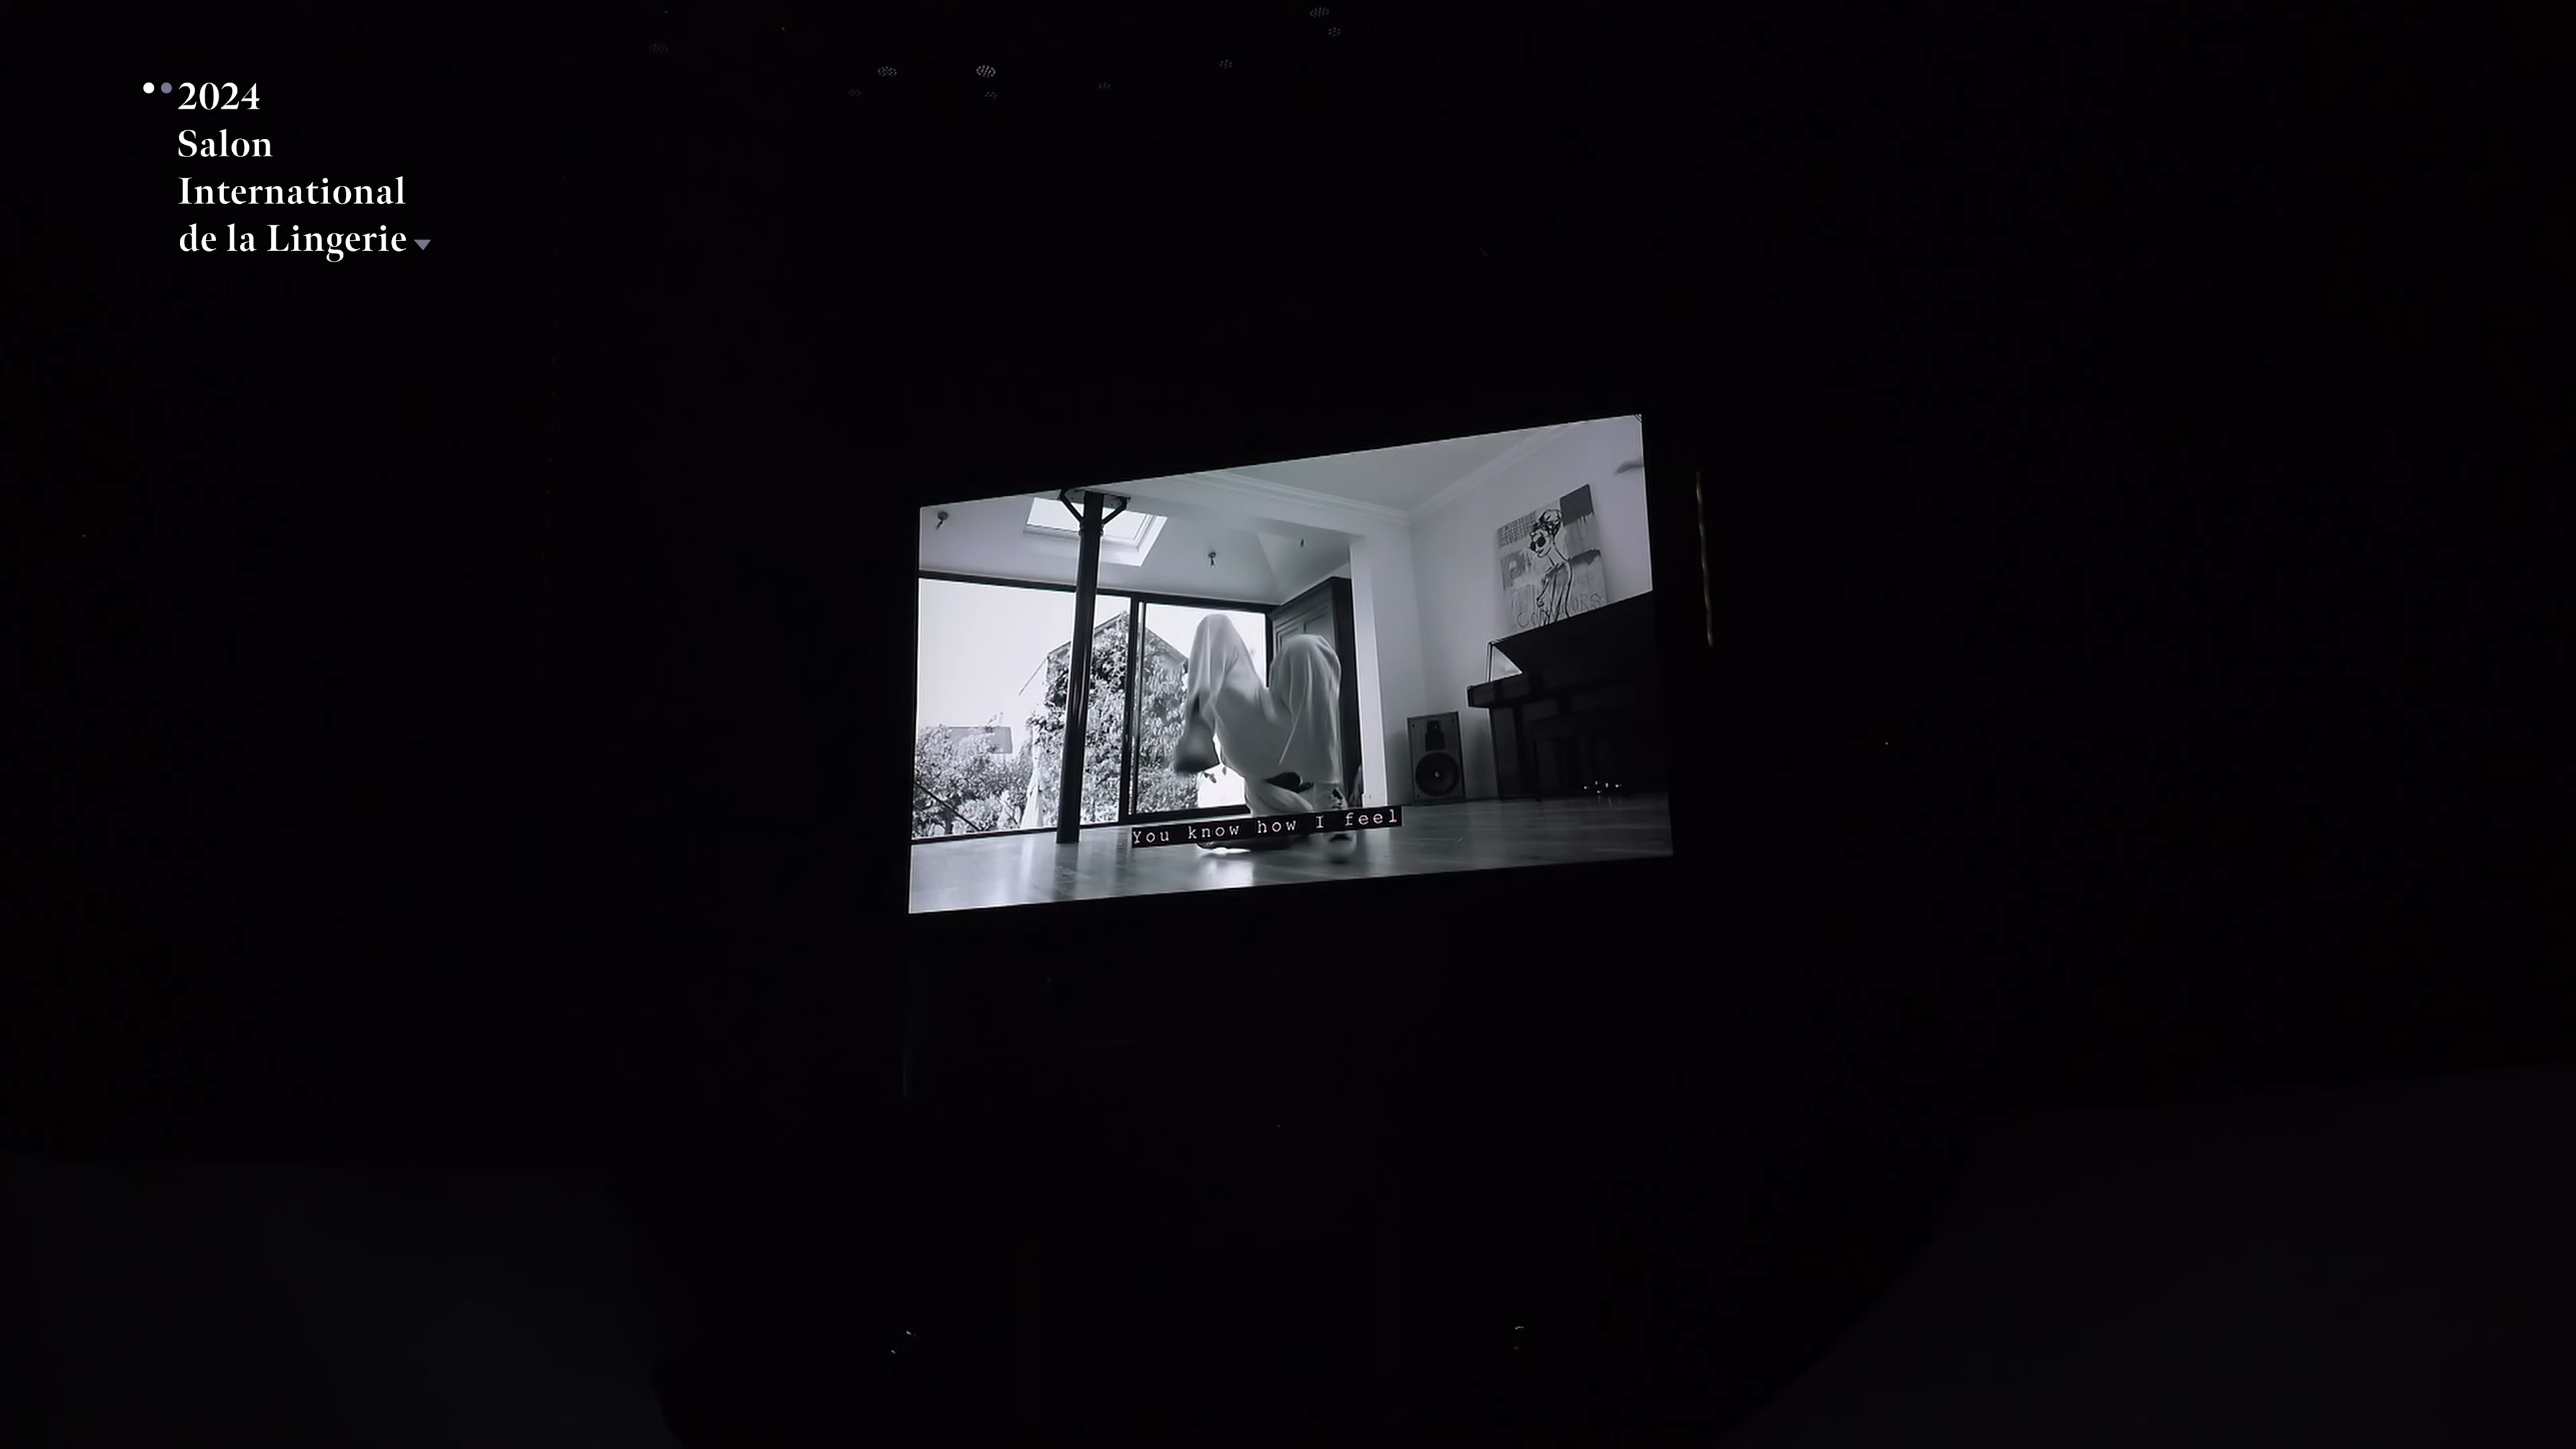 2024
Salon
International
de la Lingerie
You know how I feel